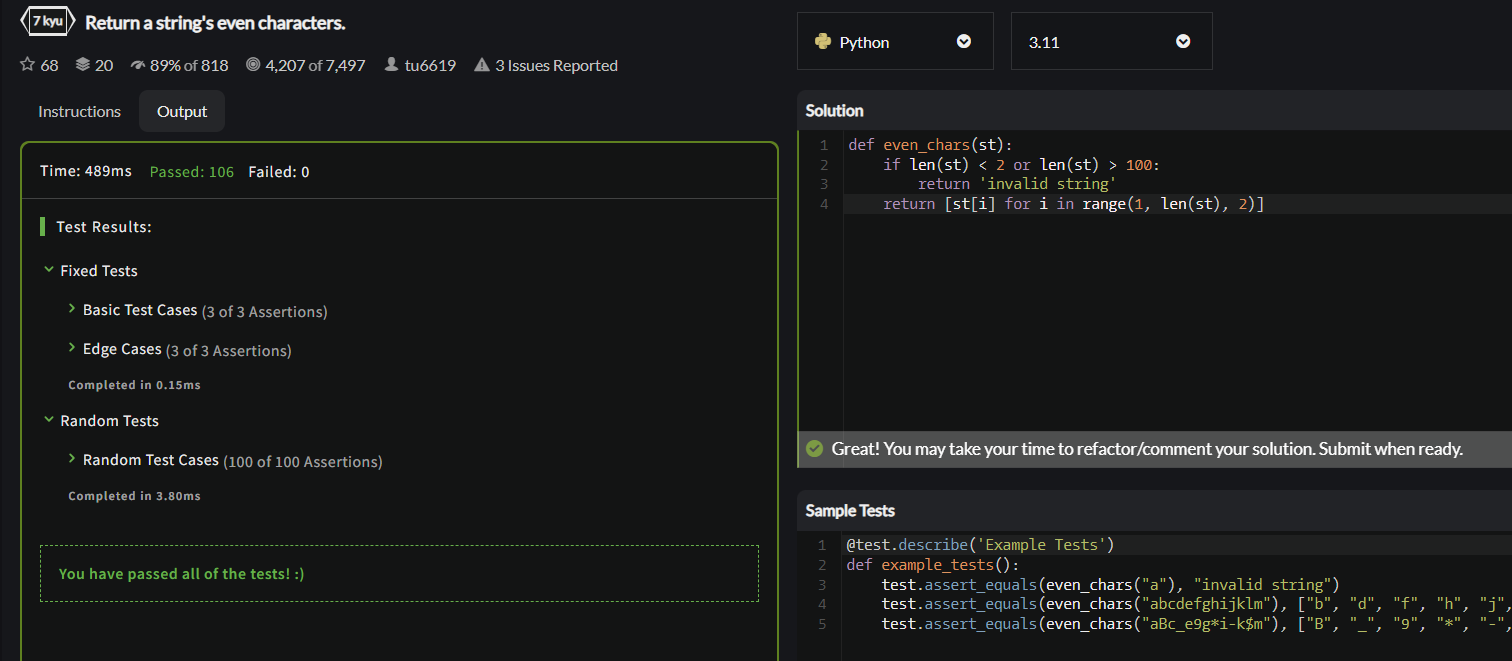 7 kyu Return a string's even characters.
68 20 89% of 818 4,207 of 7,497 tu6619 3 Issues Reported
Instructions Output
Time: 489ms Passed: 106 Failed: 0
Test Results:
Fixed Tests
Basic Test Cases (3 of 3 Assertions)
Edge Cases (3 of 3 Assertions)
Completed in 0.15ms
Random Tests
Random Test Cases (100 of 100 Assertions)
Completed in 3.80ms
You have passed all of the tests! :)
Python 3.11
Solution
1 def even_chars(st):
2 if len(st) < 2 or len(st) > 100:
3 return 'invalid string'
4 return [st[i] for i in range(1, len(st), 2)]
Great! You may take your time to refactor/comment your solution. Submit when ready.
Sample Tests
1 @test.describe('Example Tests')
2 def example_tests():
3 test.assert_equals(even_chars("a"), "invalid string")
4 test.assert_equals(even_chars("abcdefghijklm"), ["b", "d", "f", "h", "j",
5 test.assert_equals(even_chars("aBc_e9g*i-k$m"), ["B", "_", "9", "*", "-",